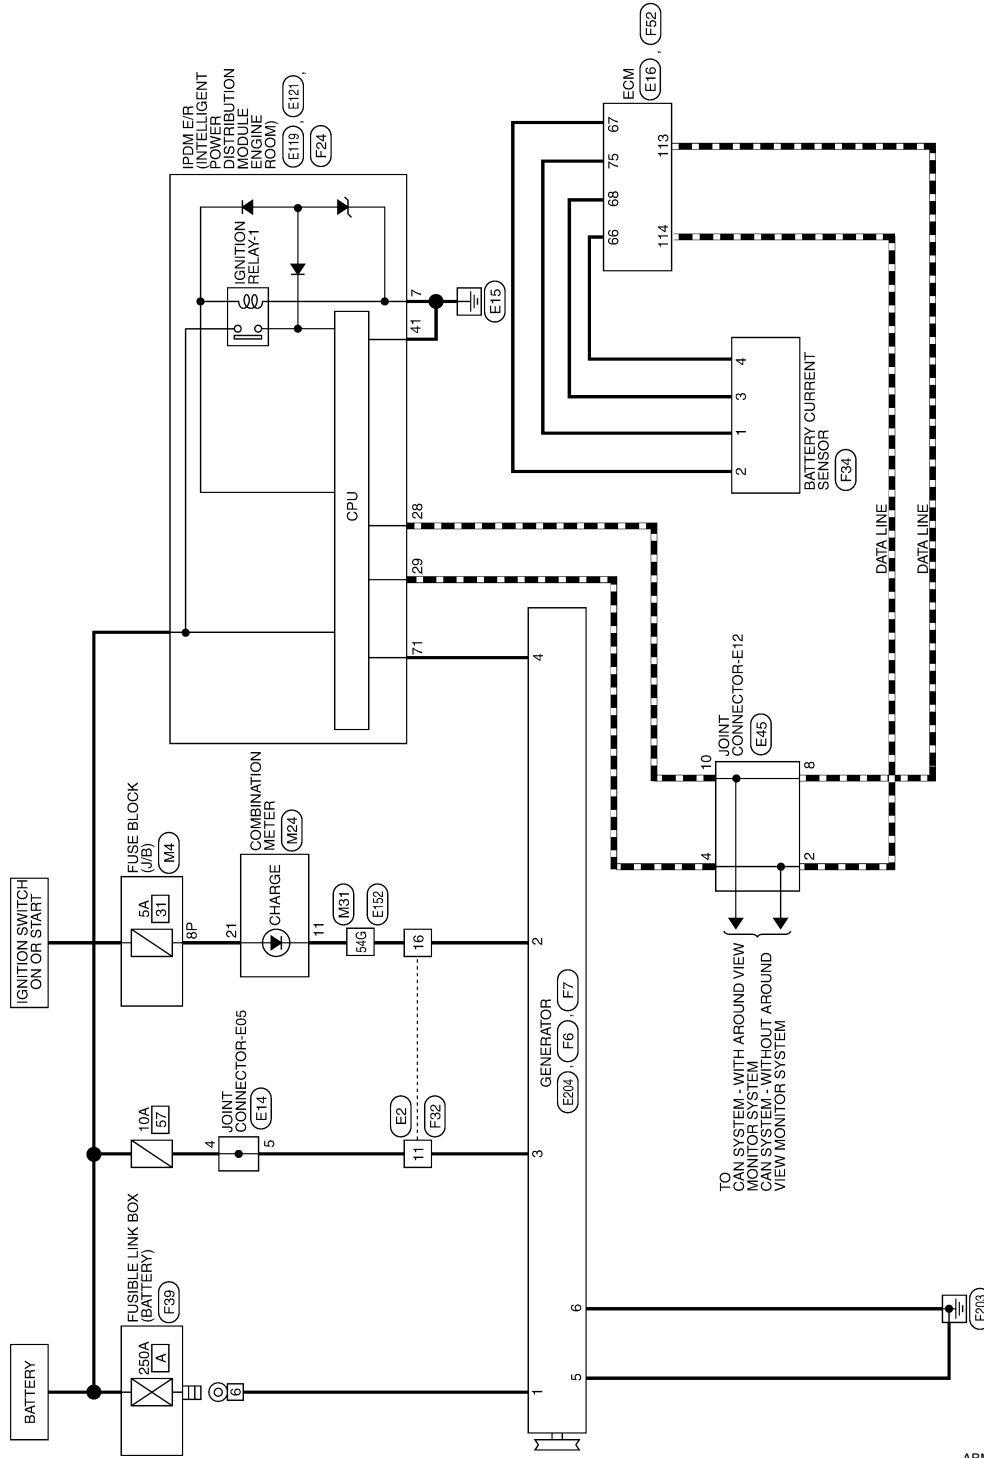 BATTERY
250A
A
FUSIBLE LINK BOX
(BATTERY)
F39
6
10A
57
4
JOINT
CONNECTOR-E05
E14
5
E2
11
F32
IGNITION SWITCH
ON OR START
5A
31
FUSE BLOCK
(J/B)
M4
8P
21
CHARGE
COMBINATION
METER
M24
11
M31
54G
E152
16
1
3
2
4
GENERATOR
E204 , F6 , F7
5
6
IPDM E/R
(INTELLIGENT
POWER
DISTRIBUTION
MODULE
ENGINE
ROOM)
E119 , E121 ,
F24
IGNITION
RELAY-1
CPU
71
29
28
41
7
E15
ECM
E16 , F52
66
68
75
67
114
113
2
1
3
4
BATTERY CURRENT
SENSOR
F34
DATA LINE
DATA LINE
4
10
JOINT
CONNECTOR-E12
E45
2
8
TO
CAN SYSTEM - WITH AROUND VIEW
MONITOR SYSTEM
CAN SYSTEM - WITHOUT AROUND
VIEW MONITOR SYSTEM